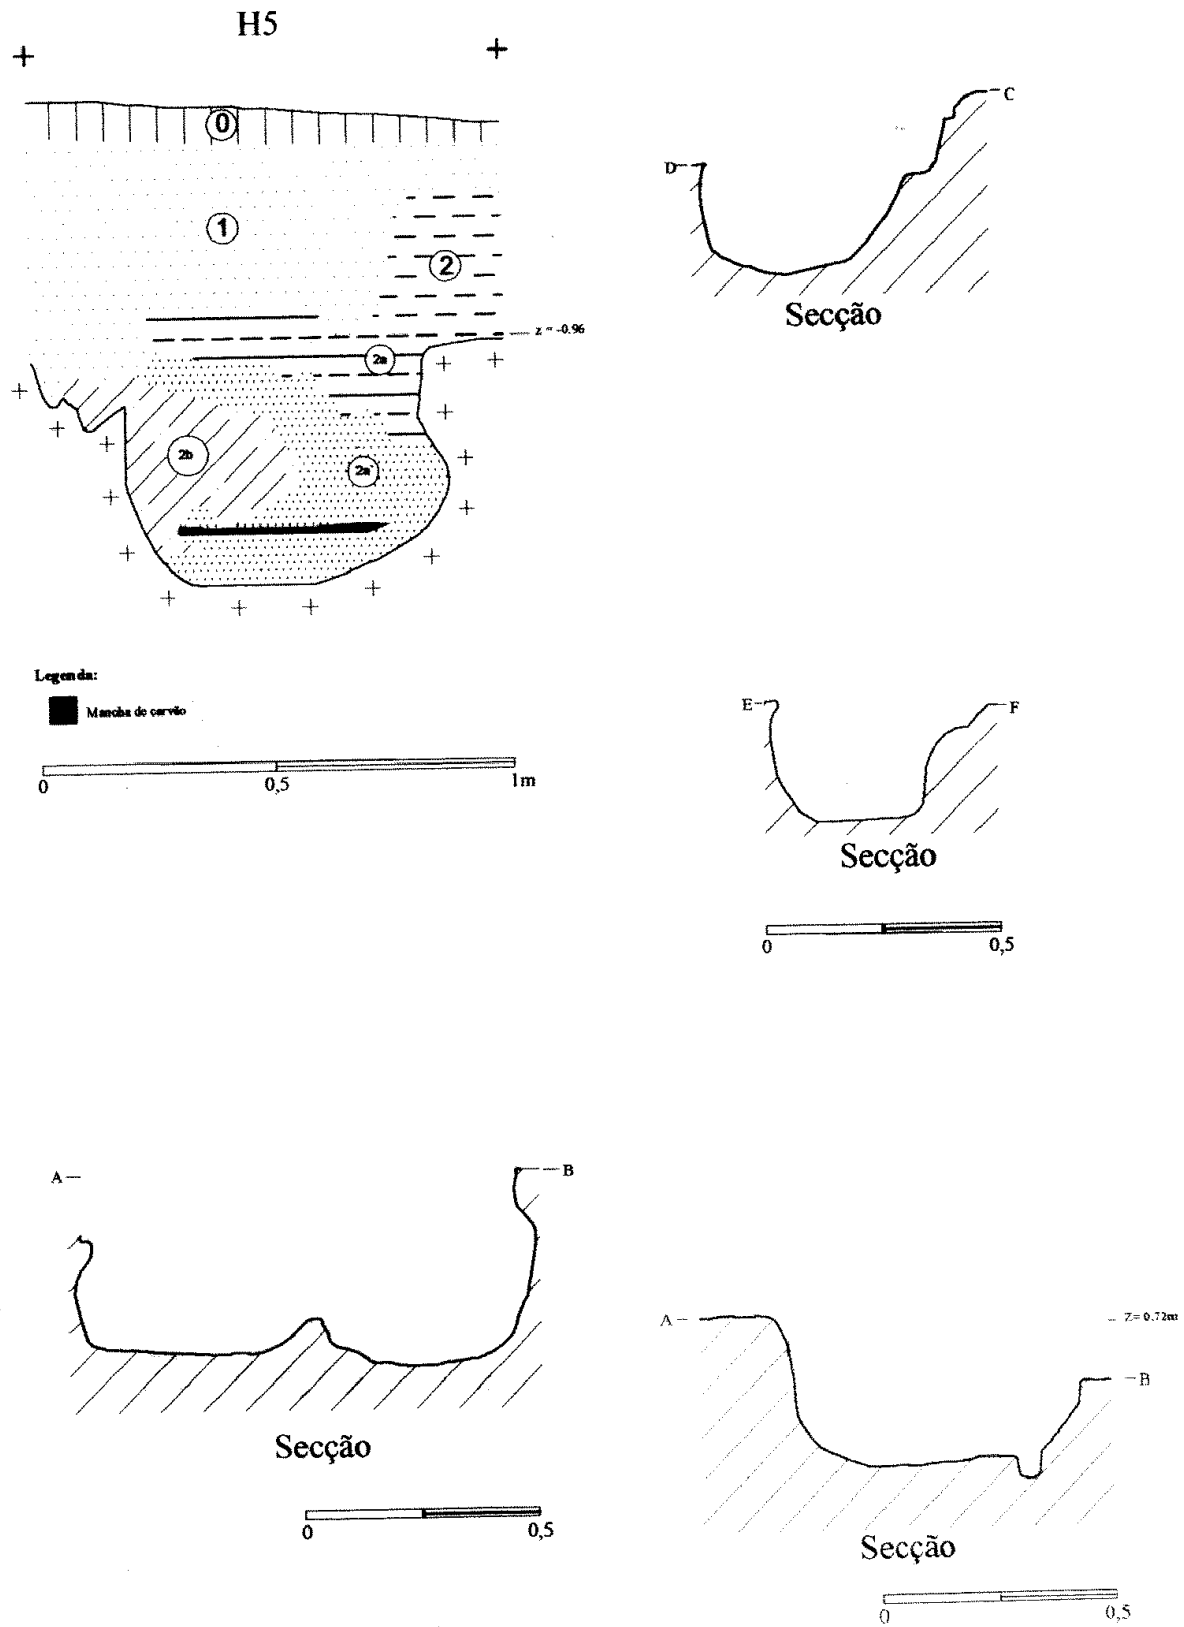 H5
0
1
2
z = -0.96
2a
2b
2a'
Legenda:
Mancha de carvão
0 0,5 1m
C
D
Secção
E F
Secção
0 0,5
A B
Secção
0 0,5
A Z= 0.72m
B
Secção
0 0,5